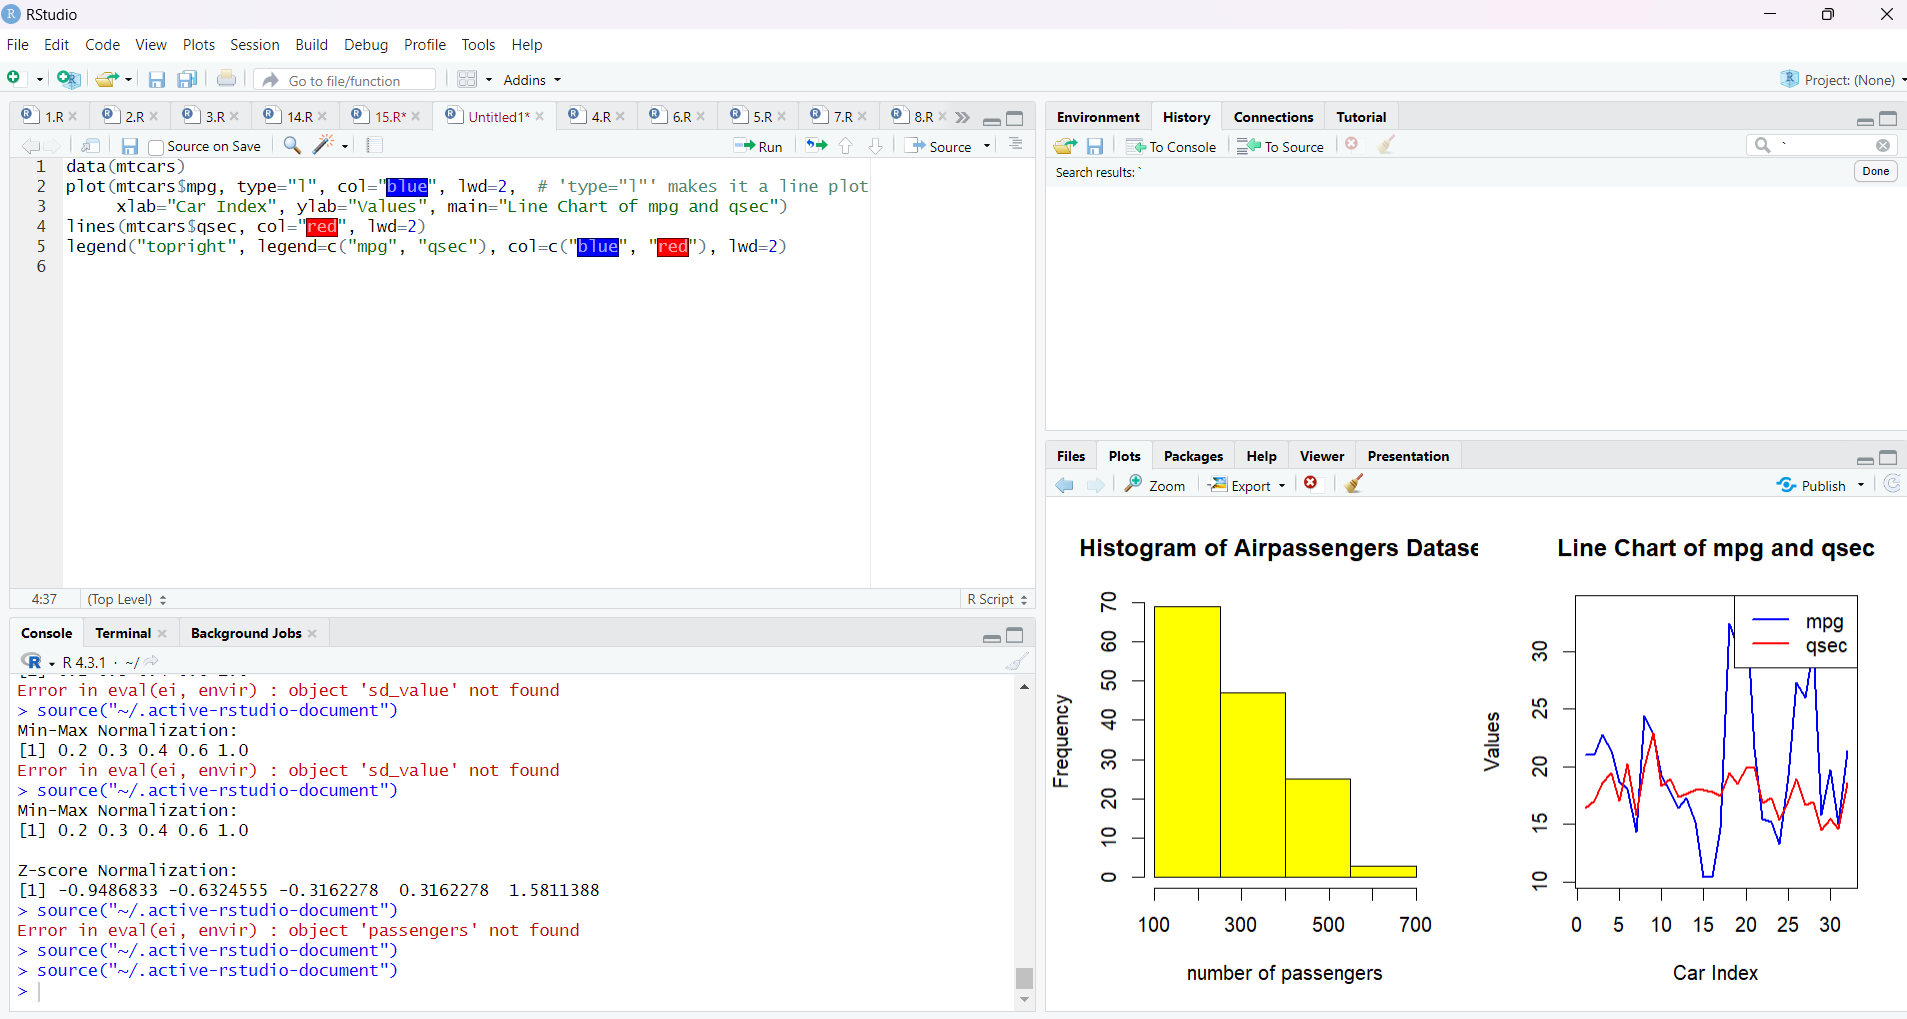 RStudio
File Edit Code View Plots Session Build Debug Profile Tools Help
Go to file/function Addins Project: (None)
1.R 2.R 3.R 14.R 15.R* Untitled1* 4.R 6.R 5.R 7.R 8.R
Source on Save Run Source
1 data(mtcars)
2 plot(mtcars$mpg, type="l", col="blue", lwd=2, # 'type="l"' makes it a line plot
3 xlab="Car Index", ylab="Values", main="Line Chart of mpg and qsec")
4 lines(mtcars$qsec, col="red", lwd=2)
5 legend("topright", legend=c("mpg", "qsec"), col=c("blue", "red"), lwd=2)
6
4:37 (Top Level) R Script
Console Terminal Background Jobs
R 4.3.1 · ~/
Error in eval(ei, envir) : object 'sd_value' not found
> source("~/.active-rstudio-document")
Min-Max Normalization:
[1] 0.2 0.3 0.4 0.6 1.0
Error in eval(ei, envir) : object 'sd_value' not found
> source("~/.active-rstudio-document")
Min-Max Normalization:
[1] 0.2 0.3 0.4 0.6 1.0
Z-score Normalization:
[1] -0.9486833 -0.6324555 -0.3162278 0.3162278 1.5811388
> source("~/.active-rstudio-document")
Error in eval(ei, envir) : object 'passengers' not found
> source("~/.active-rstudio-document")
> source("~/.active-rstudio-document")
>
Environment History Connections Tutorial
To Console To Source `
Search results: ` Done
Files Plots Packages Help Viewer Presentation
Zoom Export Publish
Histogram of Airpassengers Datase
Frequency
0 10 20 30 40 50 60 70
100 300 500 700
number of passengers
Line Chart of mpg and qsec
mpg
qsec
Values
10 15 20 25 30
0 5 10 15 20 25 30
Car Index